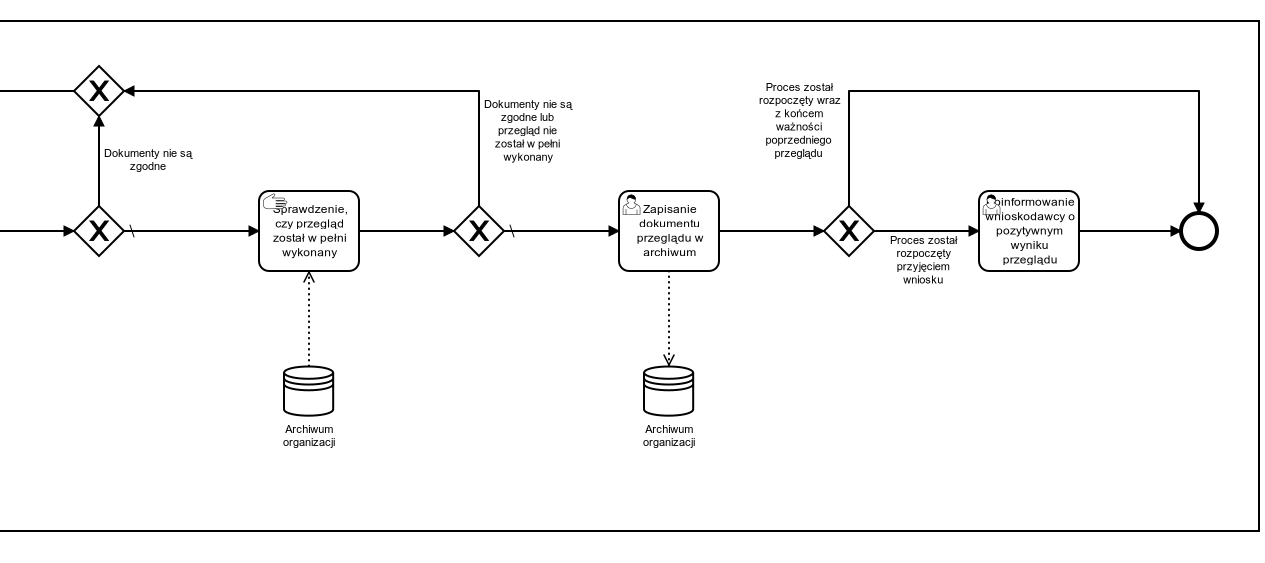 Dokumenty nie są
zgodne
Sprawdzenie,
czy przegląd
został w pełni
wykonany
Archiwum
organizacji
Dokumenty nie są
zgodne lub
przegląd nie
został w pełni
wykonany
Zapisanie
dokumentu
przeglądu w
archiwum
Archiwum
organizacji
Proces został
rozpoczęty wraz
z końcem
ważności
poprzedniego
przeglądu
Proces został
rozpoczęty
przyjęciem
wniosku
Poinformowanie
wnioskodawcy o
pozytywnym
wyniku
przeglądu